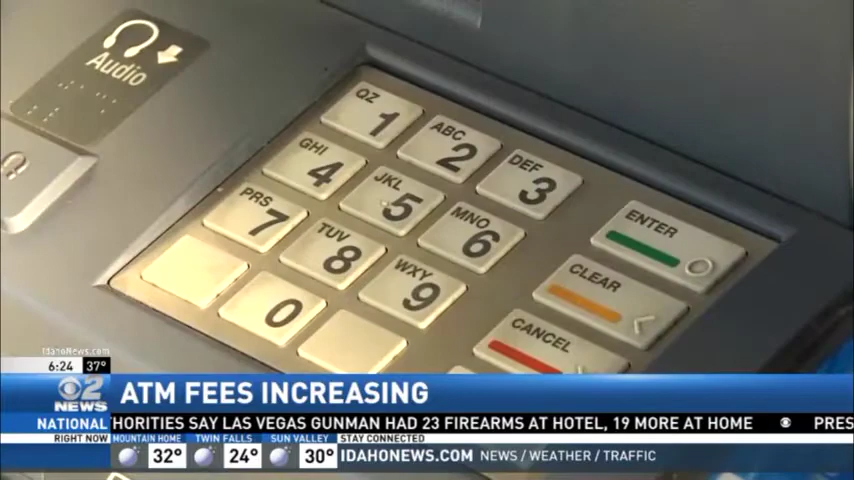 Audio
QZ 1
ABC 2
DEF 3
GHI 4
JKL 5
MNO 6
PRS 7
TUV 8
WXY 9
0
ENTER
CLEAR
CANCEL
IdahoNews.com
6:24 37°
2 NEWS
ATM FEES INCREASING
NATIONAL
THORITIES SAY LAS VEGAS GUNMAN HAD 23 FIREARMS AT HOTEL, 19 MORE AT HOME PRES
RIGHT NOW
MOUNTAIN HOME 32°
TWIN FALLS 24°
SUN VALLEY 30°
STAY CONNECTED
IDAHONEWS.COM NEWS / WEATHER / TRAFFIC